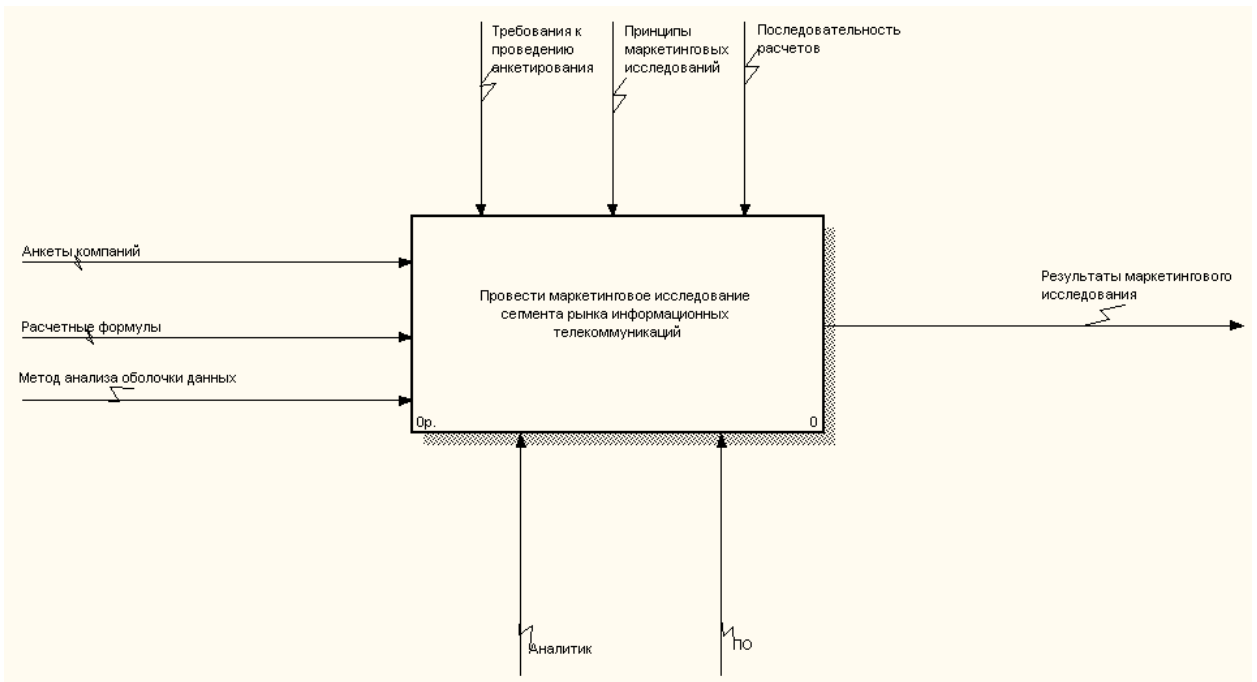 Требования к
проведению
анкетирования
Принципы
маркетинговых
исследований
Последовательность
расчетов
Анкеты компаний
Расчетные формулы
Метод анализа оболочки данных
Провести маркетинговое исследование
сегмента рынка информационных
телекоммуникаций
0р.
0
Результаты маркетингового
исследования
Аналитик
ПО